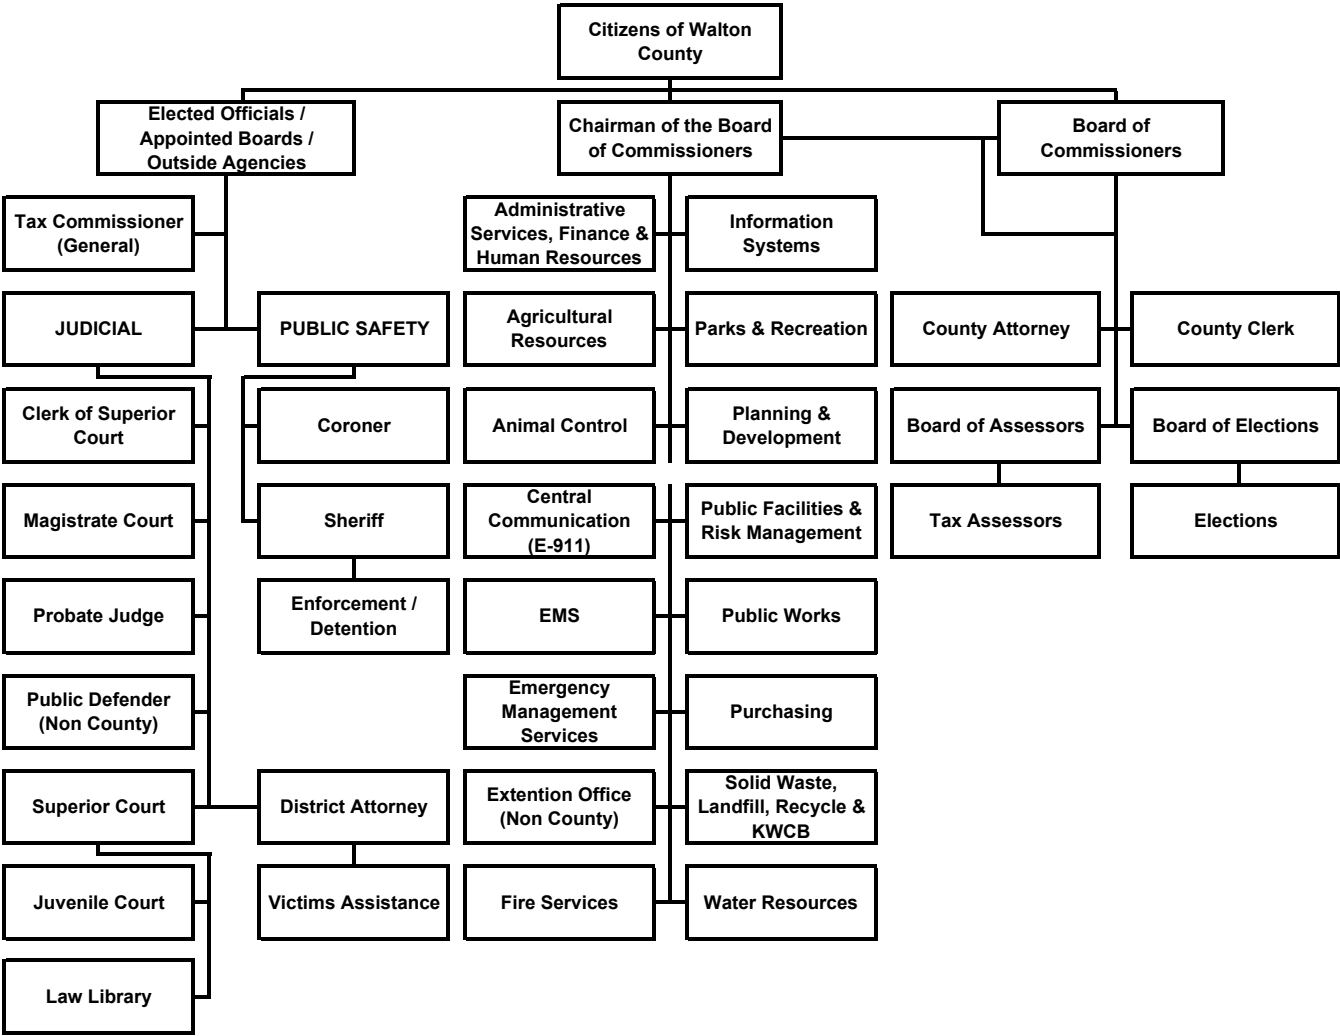 Citizens of Walton
County
Elected Officials /
Appointed Boards /
Outside Agencies
Chairman of the Board
of Commissioners
Board of
Commissioners
Tax Commissioner
(General)
Administrative
Services, Finance &
Human Resources
Information
Systems
JUDICIAL
PUBLIC SAFETY
Agricultural
Resources
Parks & Recreation
County Attorney
County Clerk
Clerk of Superior
Court
Coroner
Animal Control
Planning &
Development
Board of Assessors
Board of Elections
Magistrate Court
Sheriff
Central
Communication
(E-911)
Public Facilities &
Risk Management
Tax Assessors
Elections
Probate Judge
Enforcement /
Detention
EMS
Public Works
Public Defender
(Non County)
Emergency
Management
Services
Purchasing
Superior Court
District Attorney
Extention Office
(Non County)
Solid Waste,
Landfill, Recycle &
KWCB
Juvenile Court
Victims Assistance
Fire Services
Water Resources
Law Library